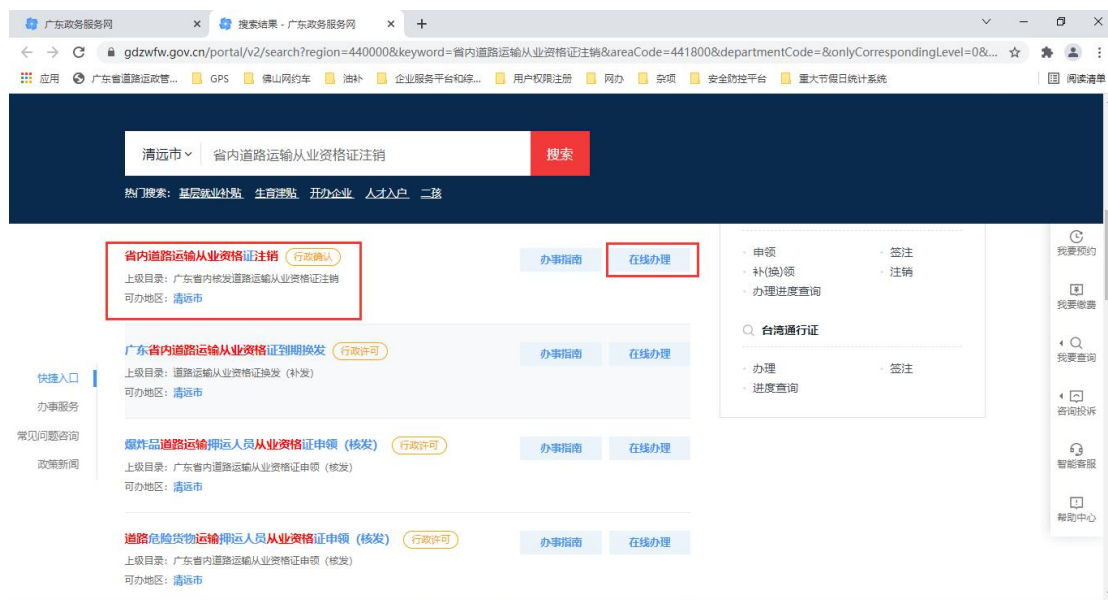 广东政务服务网
搜索结果 - 广东政务服务网
gdzwfw.gov.cn/portal/v2/search?region=440000&keyword=省内道路运输从业资格证注销&areaCode=441800&departmentCode=&onlyCorrespondingLevel=0&...
应用 广东省道路运政管... GPS 佛山网约车 油补 企业服务平台和综... 用户权限注册 网办 杂项 安全防控平台 重大节假日统计系统 阅读清单
清远市 省内道路运输从业资格证注销 搜索
热门搜索: 基层就业补贴 生育津贴 开办企业 人才入户 二孩
省内道路运输从业资格证注销 行政确认 办事指南 在线办理
上级目录:广东省内核发道路运输从业资格证注销
可办地区:清远市
广东省内道路运输从业资格证到期换发 行政许可 办事指南 在线办理
上级目录:道路运输从业资格证换发(补发)
可办地区:清远市
爆炸品道路运输押运人员从业资格证申领(核发) 行政许可 办事指南 在线办理
上级目录:广东省内道路运输从业资格证申领(核发)
可办地区:清远市
道路危险货物运输押运人员从业资格证申领(核发) 行政许可 办事指南 在线办理
上级目录:广东省内道路运输从业资格证申领(核发)
可办地区:清远市
快捷入口
办事服务
常见问题咨询
政策新闻
申领 签注
补(换)领 注销
办理进度查询
台湾通行证
办理 签注
进度查询
我要预约
我要缴费
我要查询
咨询投诉
智能客服
帮助中心